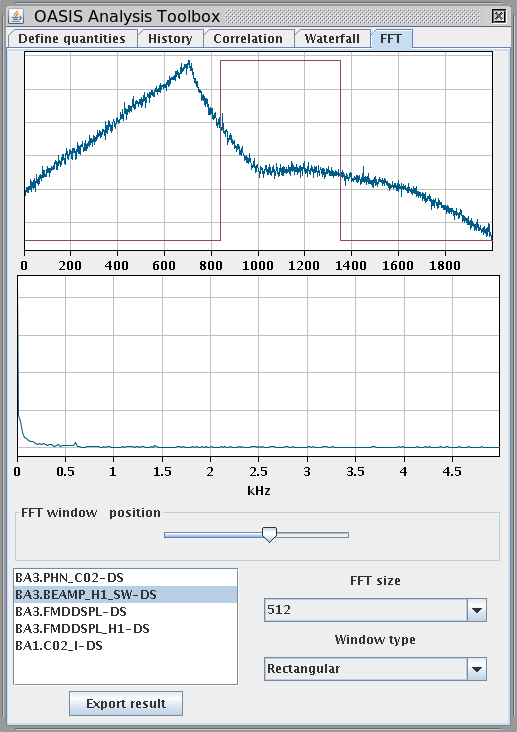 OASIS Analysis Toolbox
Define quantities History Correlation Waterfall FFT
0 200 400 600 800 1000 1200 1400 1600 1800
0 0.5 1 1.5 2 2.5 3 3.5 4 4.5
kHz
FFT window position
BA3.PHN_C02-DS
BA3.BEAMP_H1_SW-DS
BA3.FMDDSPL-DS
BA3.FMDDSPL_H1-DS
BA1.C02_I-DS
FFT size
512
Window type
Rectangular
Export result